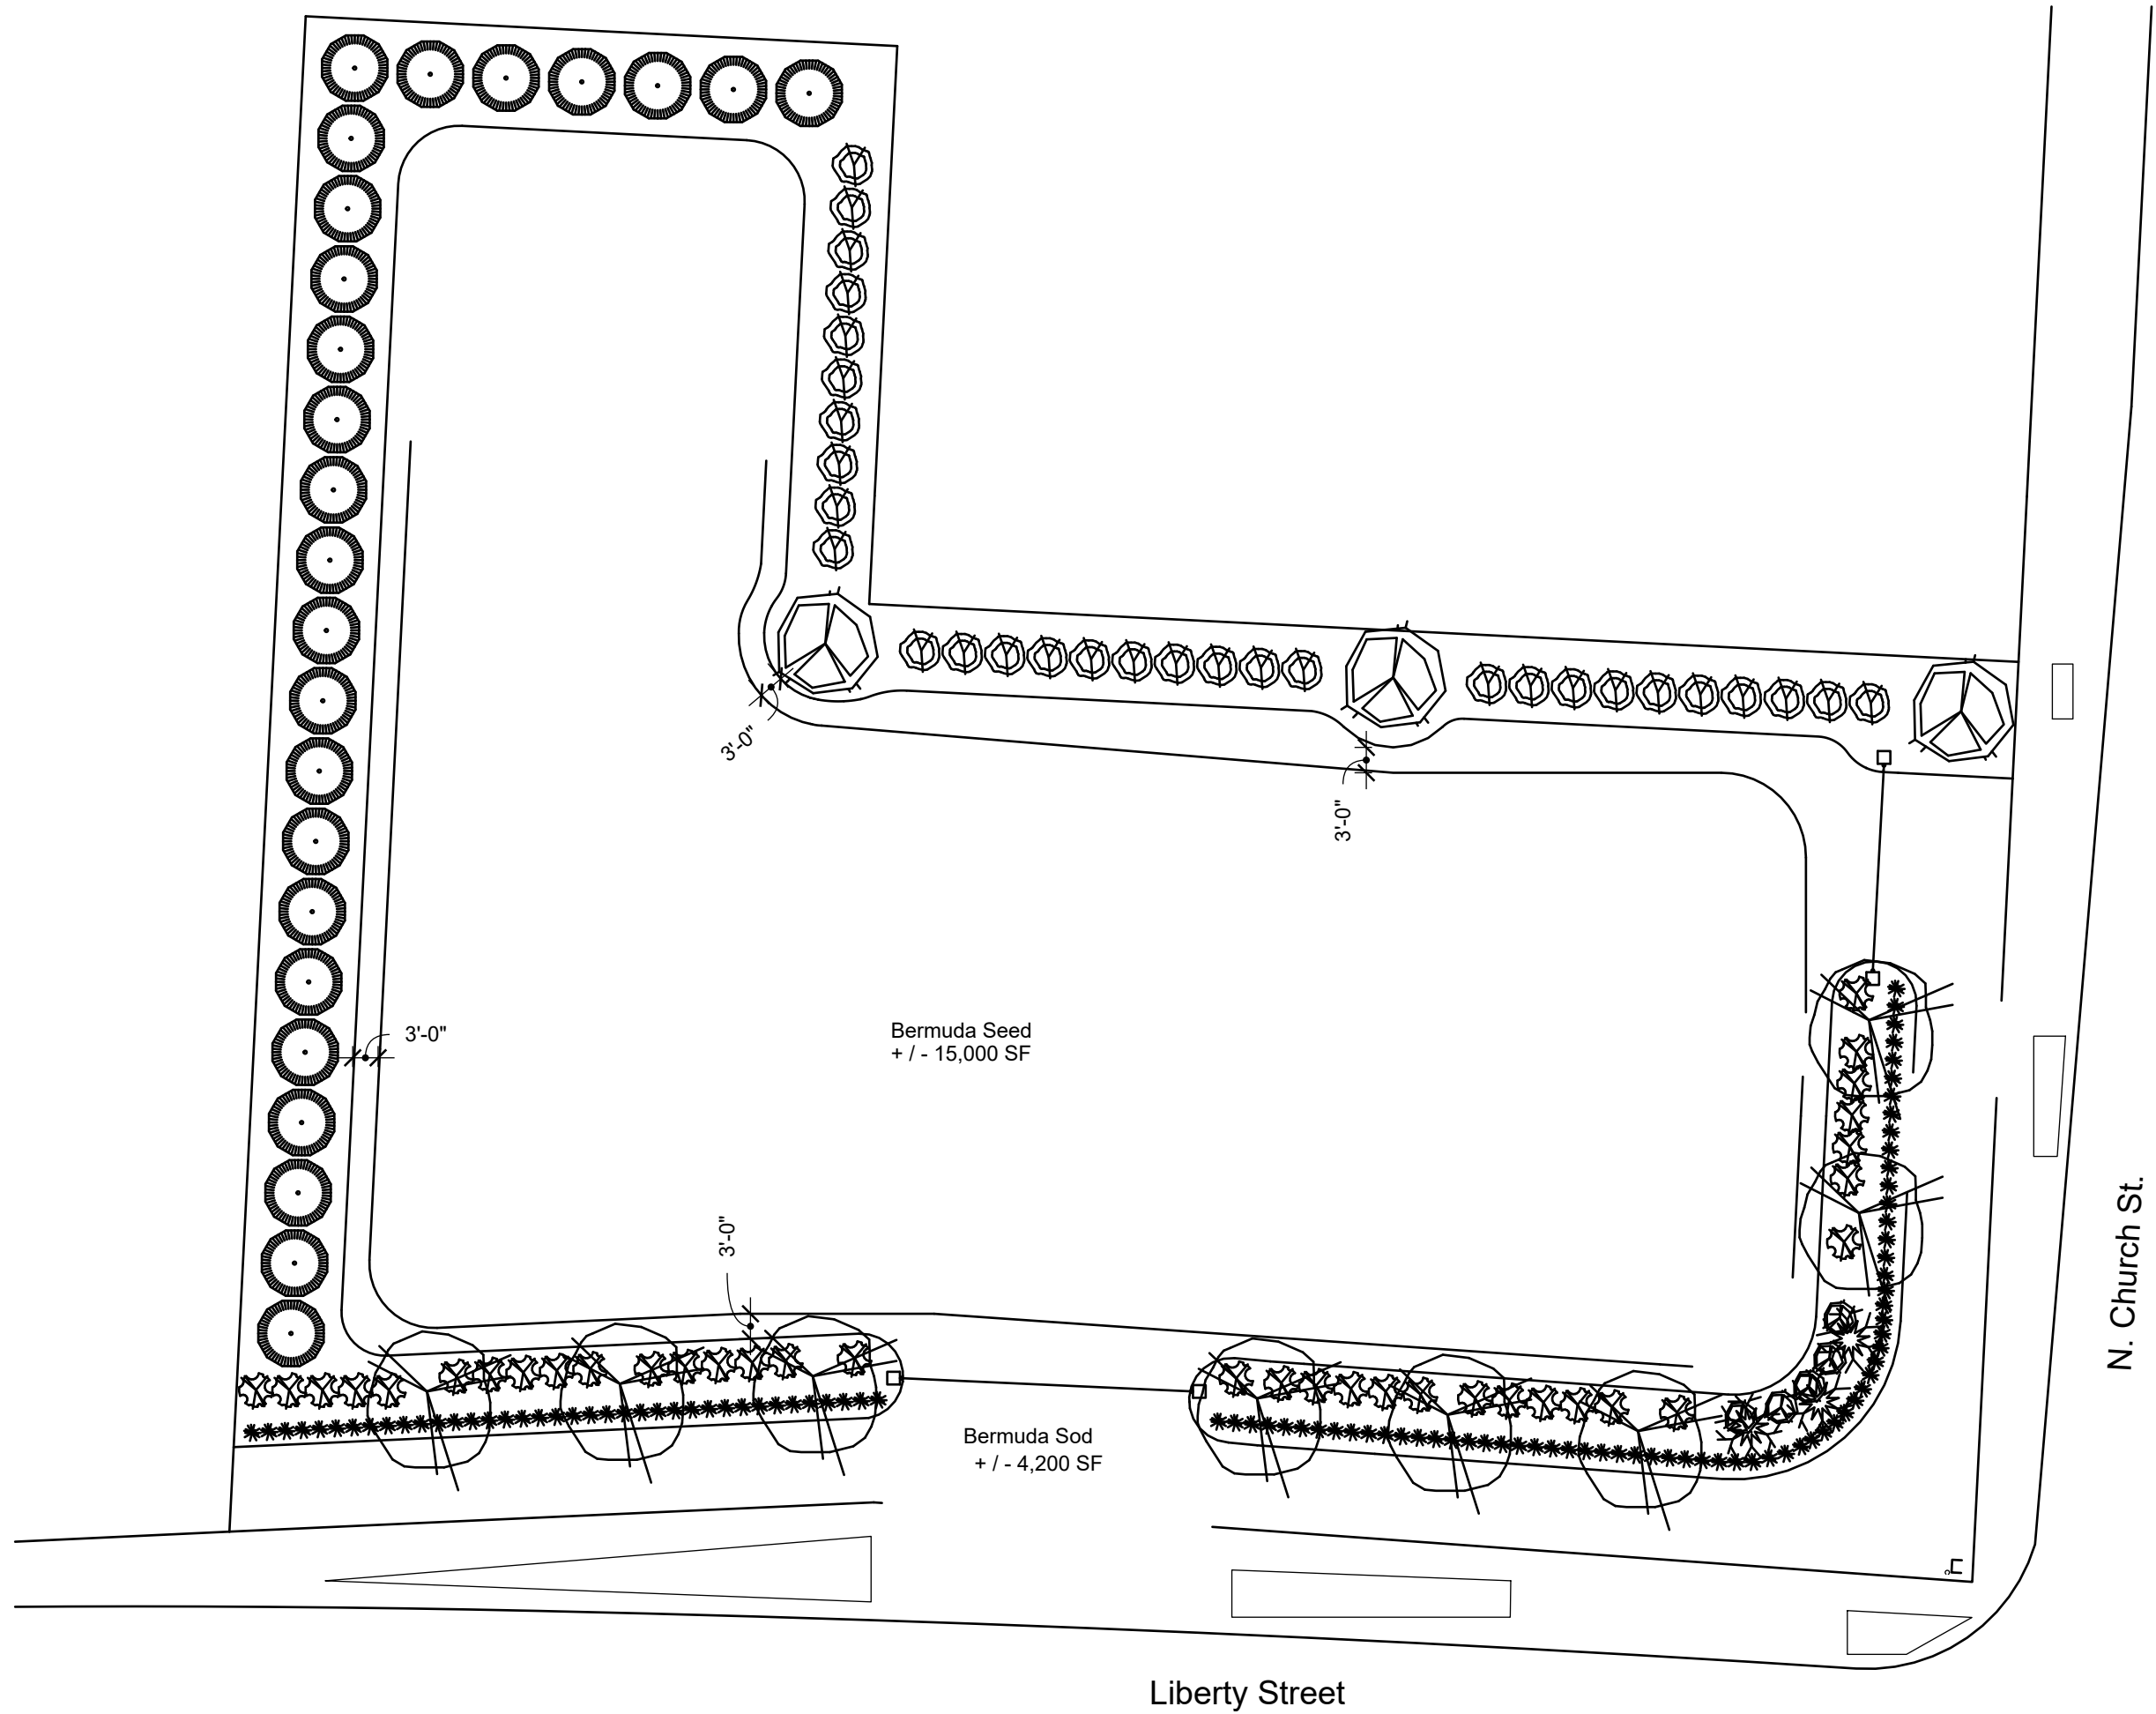 3'-0"
3'-0"
3'-0"
Bermuda Seed
+ / - 15,000 SF
3'-0"
N. Church St.
Bermuda Sod
+ / - 4,200 SF
Liberty Street